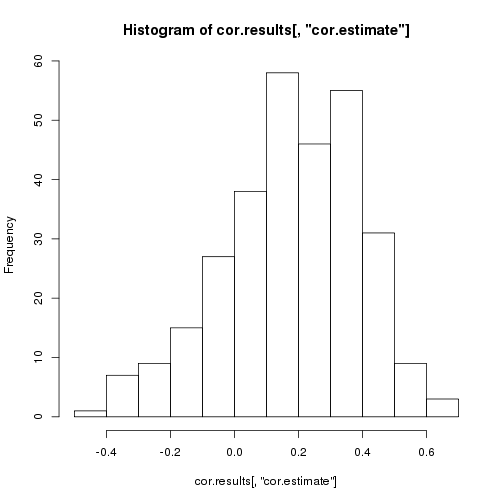 Histogram of cor.results[, "cor.estimate"]
Frequency
60
50
40
30
20
10
0
-0.4 -0.2 0.0 0.2 0.4 0.6
cor.results[, "cor.estimate"]